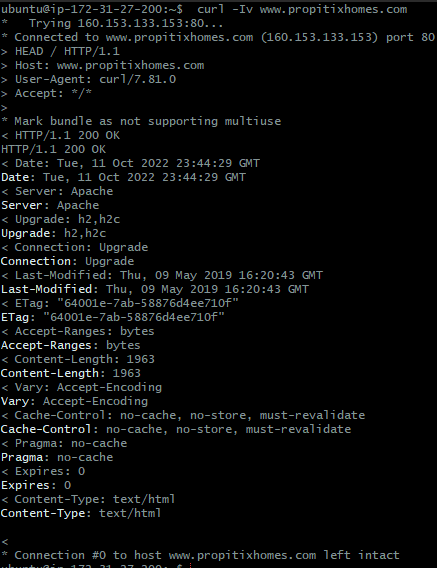 ubuntu@ip-172-31-27-200:~$  curl -Iv www.propitixhomes.com
*   Trying 160.153.133.153:80...
* Connected to www.propitixhomes.com (160.153.133.153) port 80
> HEAD / HTTP/1.1
> Host: www.propitixhomes.com
> User-Agent: curl/7.81.0
> Accept: */*
>
* Mark bundle as not supporting multiuse
< HTTP/1.1 200 OK
HTTP/1.1 200 OK
< Date: Tue, 11 Oct 2022 23:44:29 GMT
Date: Tue, 11 Oct 2022 23:44:29 GMT
< Server: Apache
Server: Apache
< Upgrade: h2,h2c
Upgrade: h2,h2c
< Connection: Upgrade
Connection: Upgrade
< Last-Modified: Thu, 09 May 2019 16:20:43 GMT
Last-Modified: Thu, 09 May 2019 16:20:43 GMT
< ETag: "64001e-7ab-58876d4ee710f"
ETag: "64001e-7ab-58876d4ee710f"
< Accept-Ranges: bytes
Accept-Ranges: bytes
< Content-Length: 1963
Content-Length: 1963
< Vary: Accept-Encoding
Vary: Accept-Encoding
< Cache-Control: no-cache, no-store, must-revalidate
Cache-Control: no-cache, no-store, must-revalidate
< Pragma: no-cache
Pragma: no-cache
< Expires: 0
Expires: 0
< Content-Type: text/html
Content-Type: text/html

<
* Connection #0 to host www.propitixhomes.com left intact
ubuntu@ip-172-31-27-200:~$